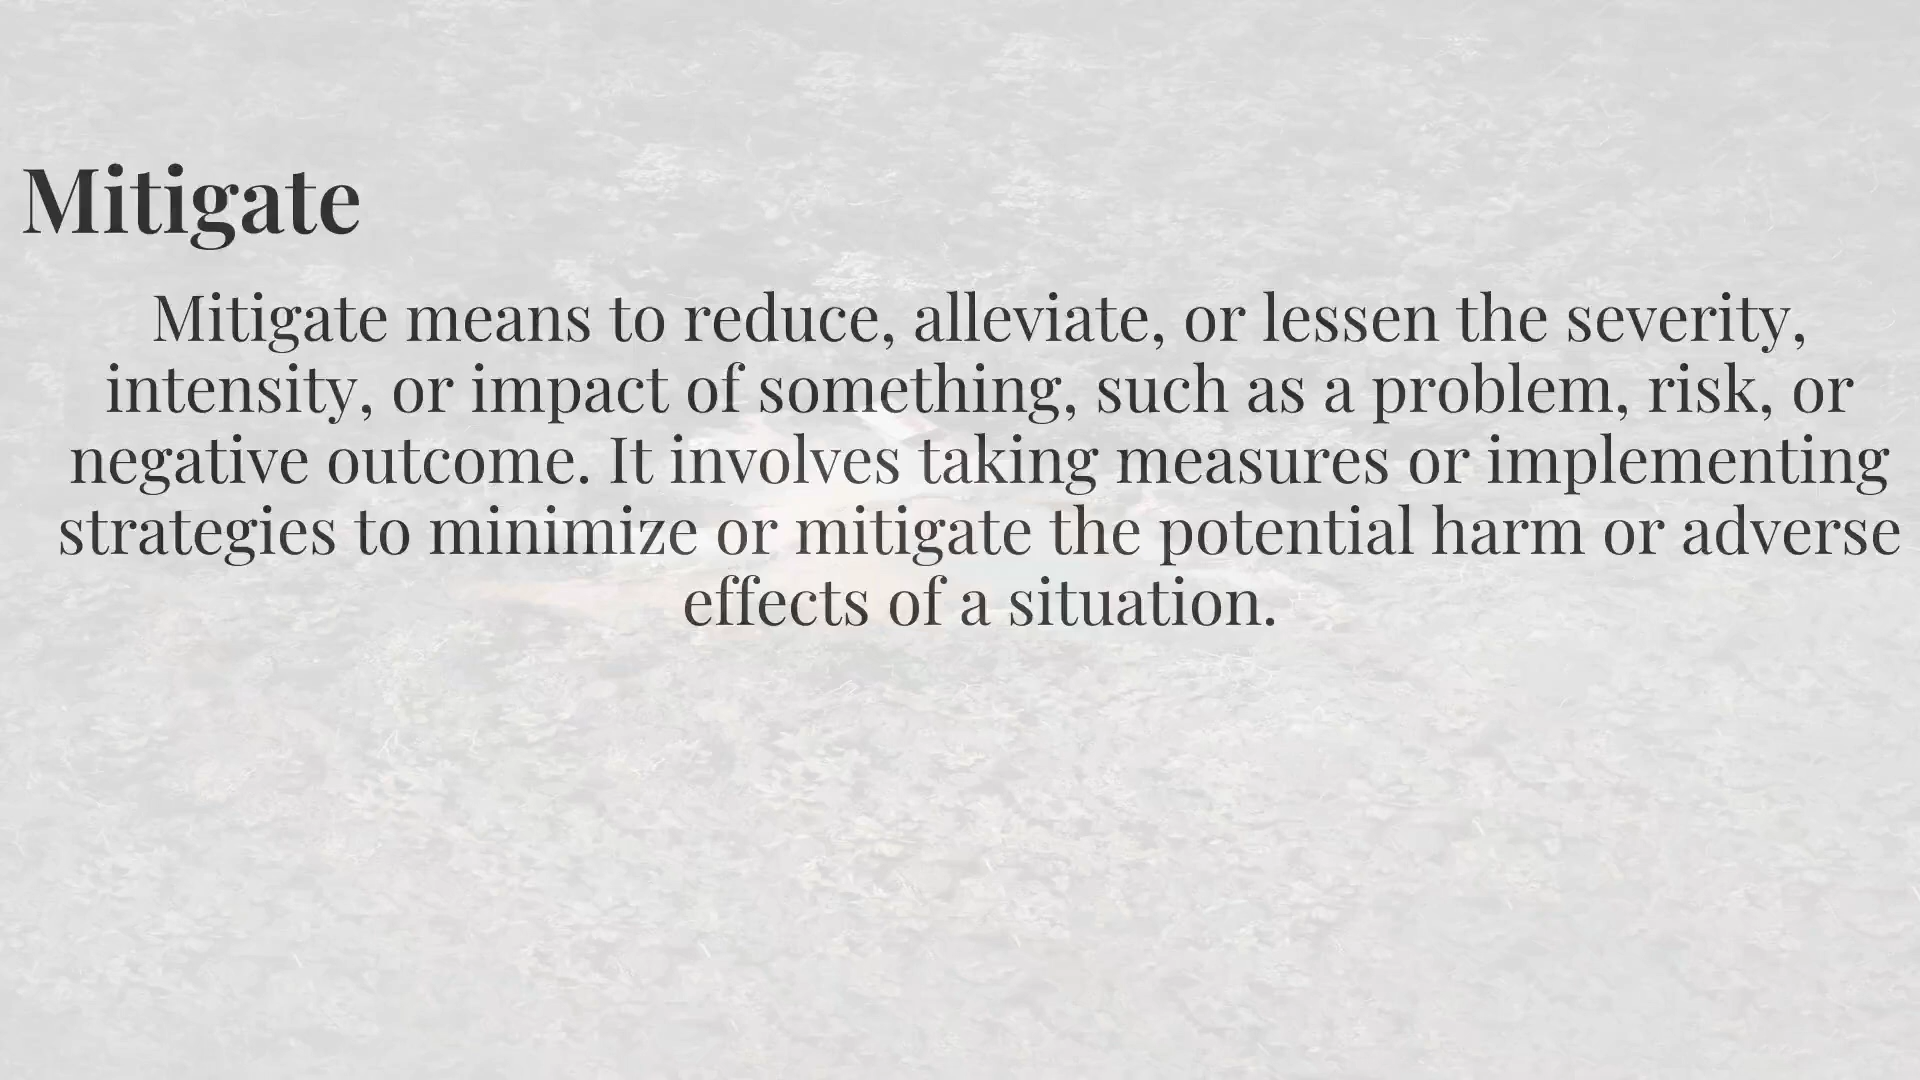 Mitigate
Mitigate means to reduce, alleviate, or lessen the severity,
intensity, or impact of something, such as a problem, risk, or
negative outcome. It involves taking measures or implementing
strategies to minimize or mitigate the potential harm or adverse
effects of a situation.